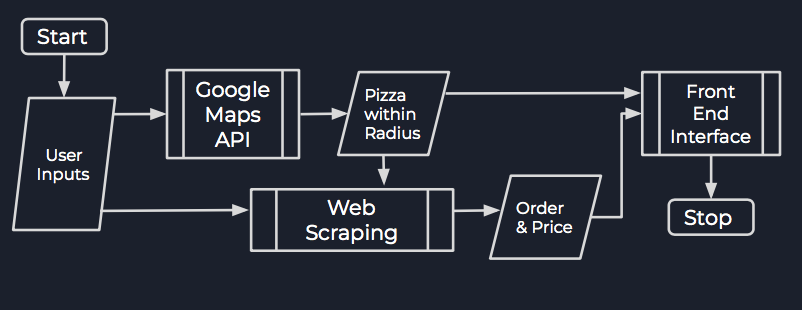 Start
User
Inputs
Google
Maps
API
Pizza
within
Radius
Web
Scraping
Order
& Price
Front
End
Interface
Stop